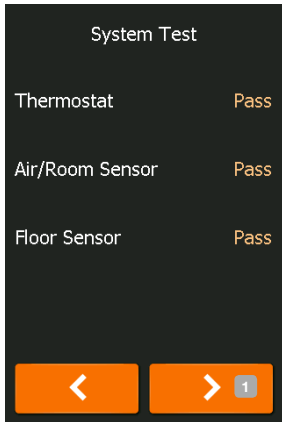 System Test
Thermostat Pass
Air/Room Sensor Pass
Floor Sensor Pass
1